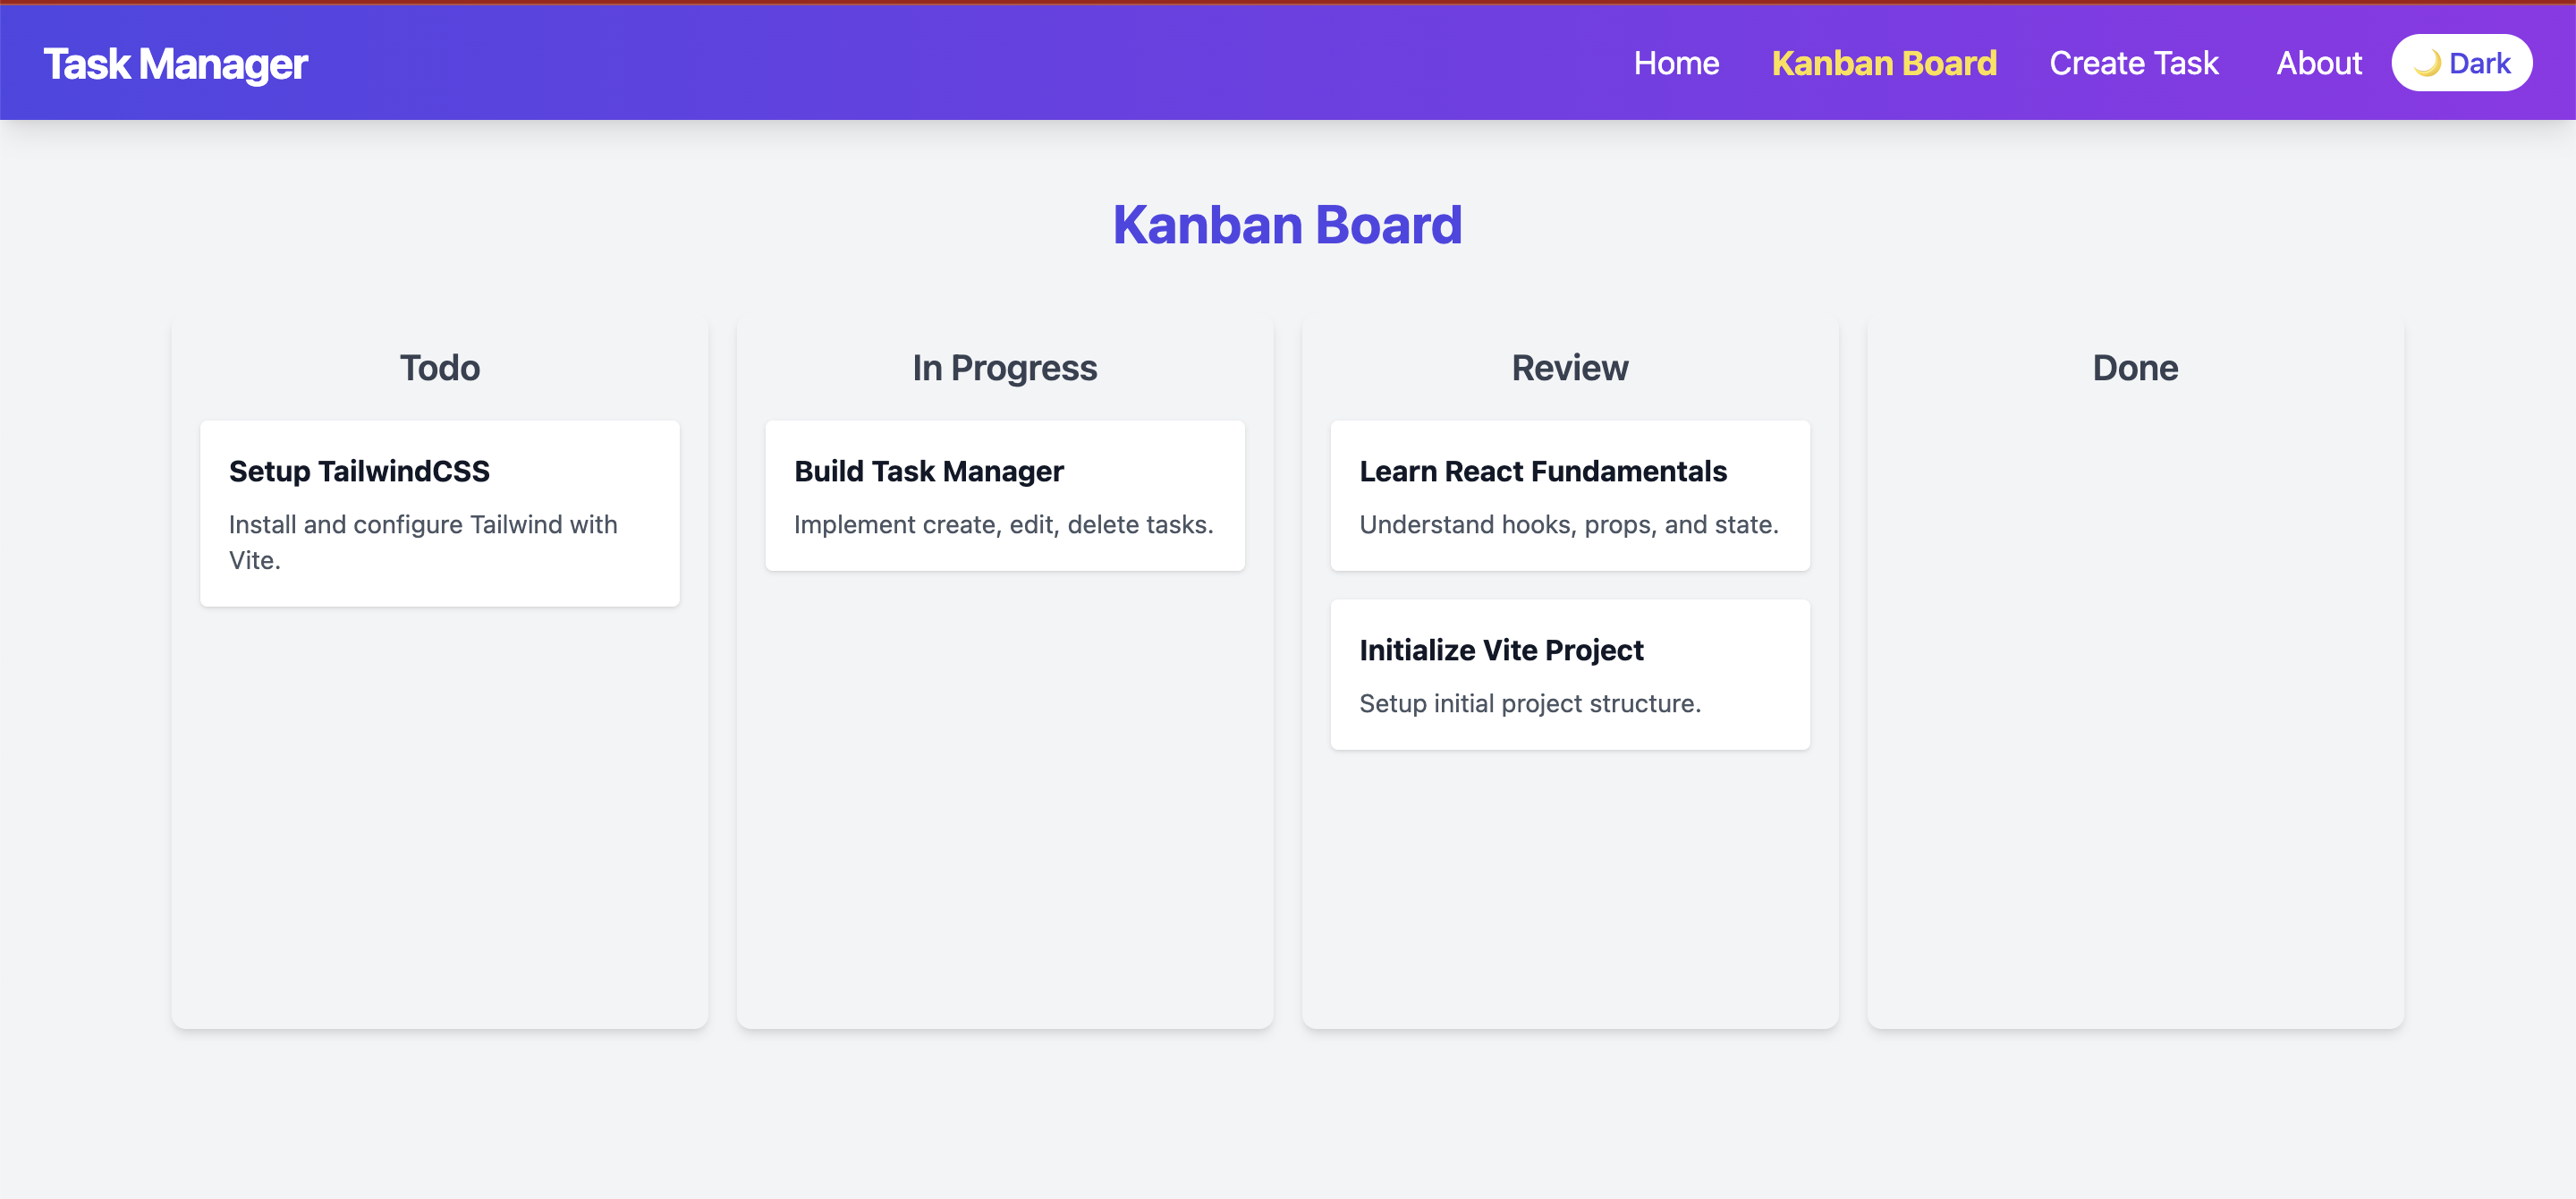 Task Manager
Home
Kanban Board
Create Task
About
🌙 Dark
Kanban Board
Todo
Setup TailwindCSS
Install and configure Tailwind with
Vite.
In Progress
Build Task Manager
Implement create, edit, delete tasks.
Review
Learn React Fundamentals
Understand hooks, props, and state.
Initialize Vite Project
Setup initial project structure.
Done